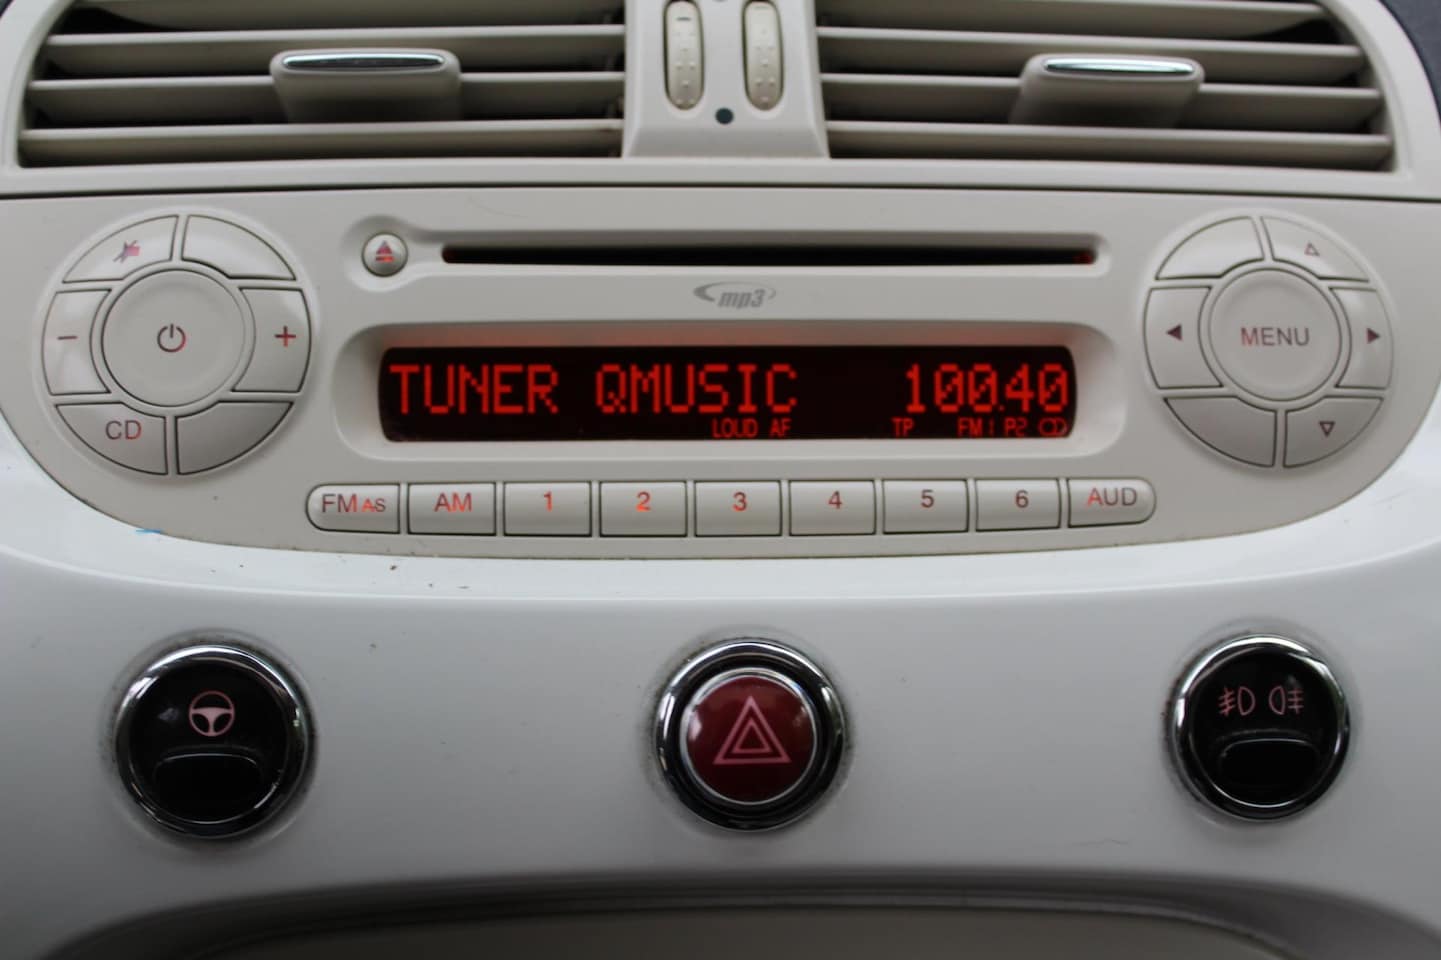 mp3
TUNER QMUSIC 100.40
LOUD AF TP FM1 P2
MENU
CD
FM AS AM 1 2 3 4 5 6 AUD